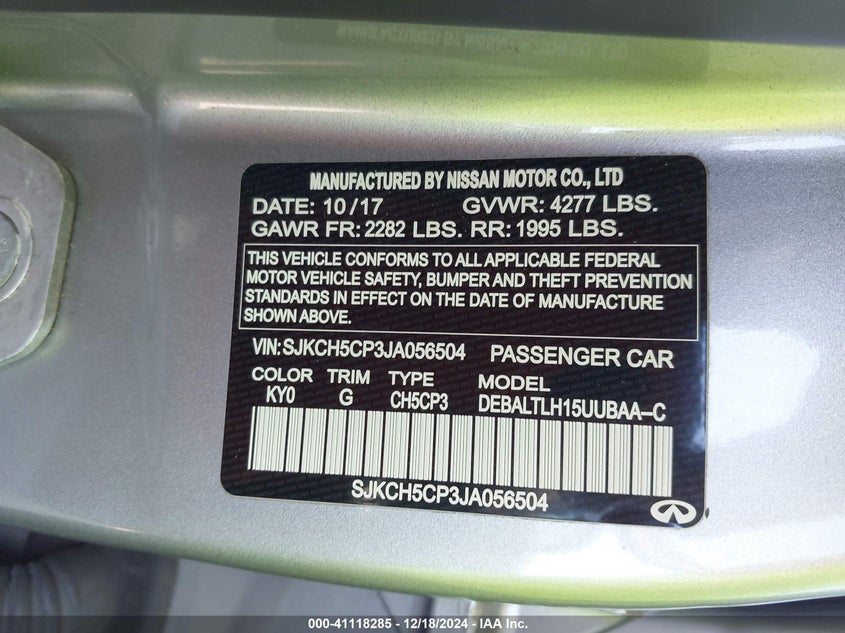 MANUFACTURED BY NISSAN MOTOR CO., LTD
DATE: 10/17 GVWR: 4277 LBS.
GAWR FR: 2282 LBS. RR: 1995 LBS.
THIS VEHICLE CONFORMS TO ALL APPLICABLE FEDERAL
MOTOR VEHICLE SAFETY, BUMPER AND THEFT PREVENTION
STANDARDS IN EFFECT ON THE DATE OF MANUFACTURE
SHOWN ABOVE.
VIN:SJKCH5CP3JA056504 PASSENGER CAR
COLOR TRIM TYPE MODEL
KY0 G CH5CP3 DEBALTLH15UUBAA–C
SJKCH5CP3JA056504
000-41118285 - 12/18/2024 - IAA Inc.